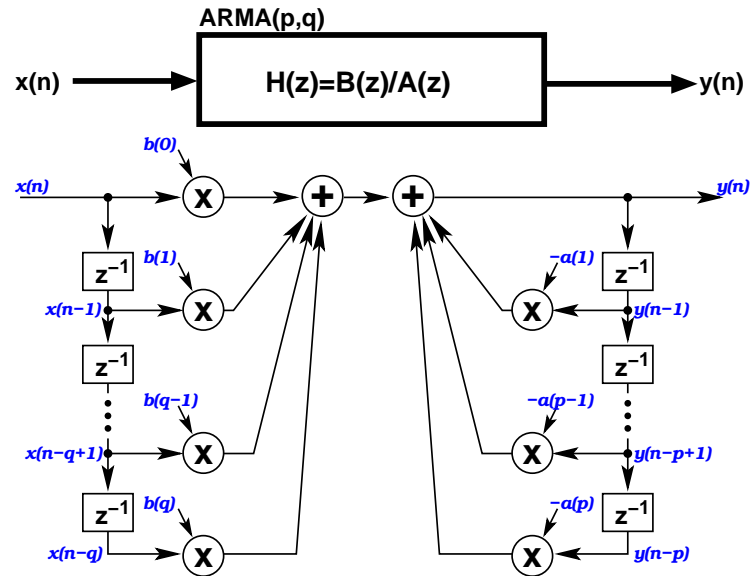 ARMA(p,q)
x(n) H(z)=B(z)/A(z) y(n)
b(0)
x(n) X + + y(n)
z⁻¹ b(1) -a(1) z⁻¹
x(n-1) X X y(n-1)
z⁻¹ z⁻¹
b(q-1) -a(p-1)
x(n-q+1) X X y(n-p+1)
z⁻¹ b(q) -a(p) z⁻¹
x(n-q) X X y(n-p)